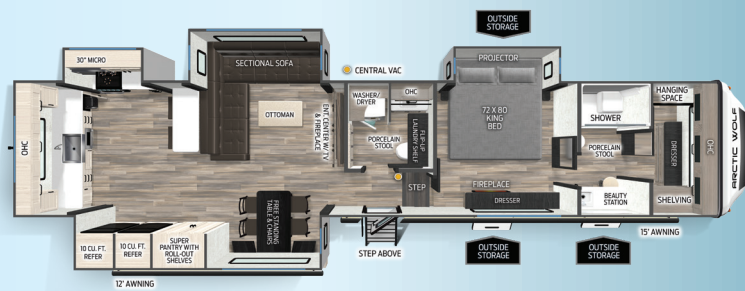 OUTSIDE
STORAGE
30" MICRO
SECTIONAL SOFA
CENTRAL VAC
PROJECTOR
OHC
WASHER/
DRYER
OHC
OTTOMAN
ENT. CENTER W/ TV
& FIREPLACE
PORCELAIN
STOOL
FLIP-UP
LAUNDRY SHELF
72 X 80
KING
BED
SHOWER
HANGING
SPACE
PORCELAIN
STOOL
DRESSER
OHC
ARCTIC WOLF
STEP
FIREPLACE
DRESSER
BEAUTY
STATION
SHELVING
FREE STANDING
TABLE & CHAIRS
10 CU. FT.
REFER
10 CU. FT.
REFER
SUPER
PANTRY WITH
ROLL-OUT
SHELVES
12' AWNING
STEP ABOVE
OUTSIDE
STORAGE
OUTSIDE
STORAGE
15' AWNING